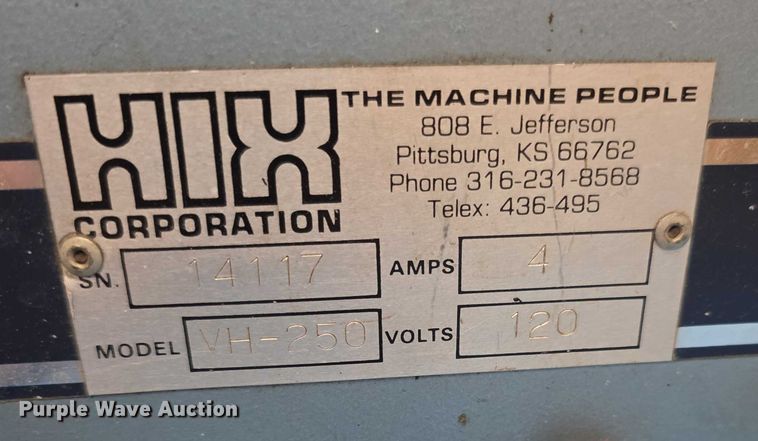 HIX
CORPORATION
THE MACHINE PEOPLE
808 E. Jefferson
Pittsburg, KS 66762
Phone 316-231-8568
Telex: 436-495
SN. 14117 AMPS 4
MODEL VH-250 VOLTS 120
Purple Wave Auction